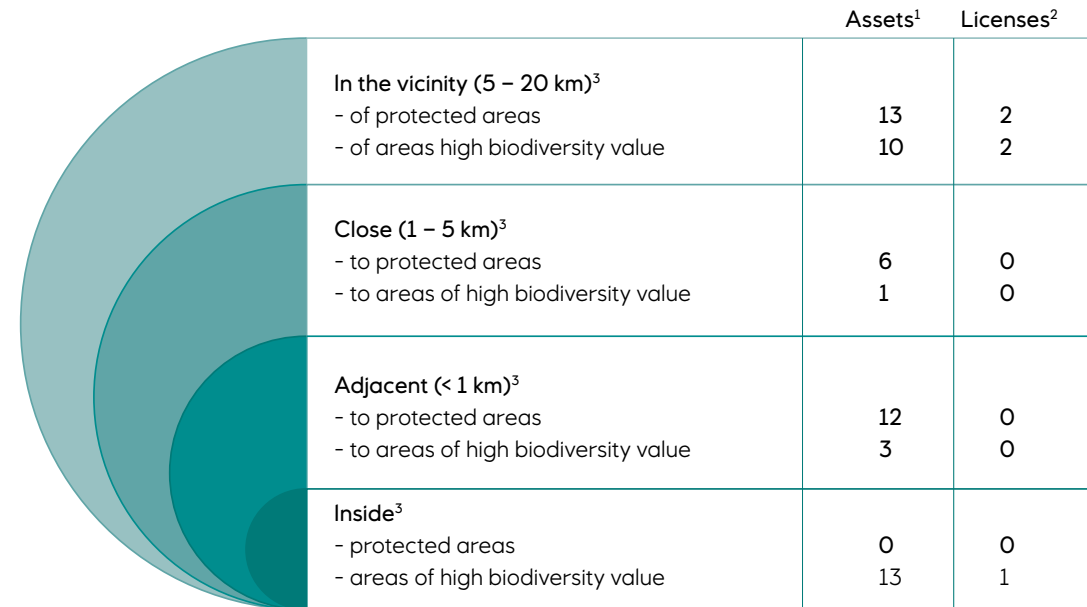 Assets¹ Licenses²
In the vicinity (5 – 20 km)³
- of protected areas 13 2
- of areas high biodiversity value 10 2
Close (1 – 5 km)³
- to protected areas 6 0
- to areas of high biodiversity value 1 0
Adjacent (< 1 km)³
- to protected areas 12 0
- to areas of high biodiversity value 3 0
Inside³
- protected areas 0 0
- areas of high biodiversity value 13 1